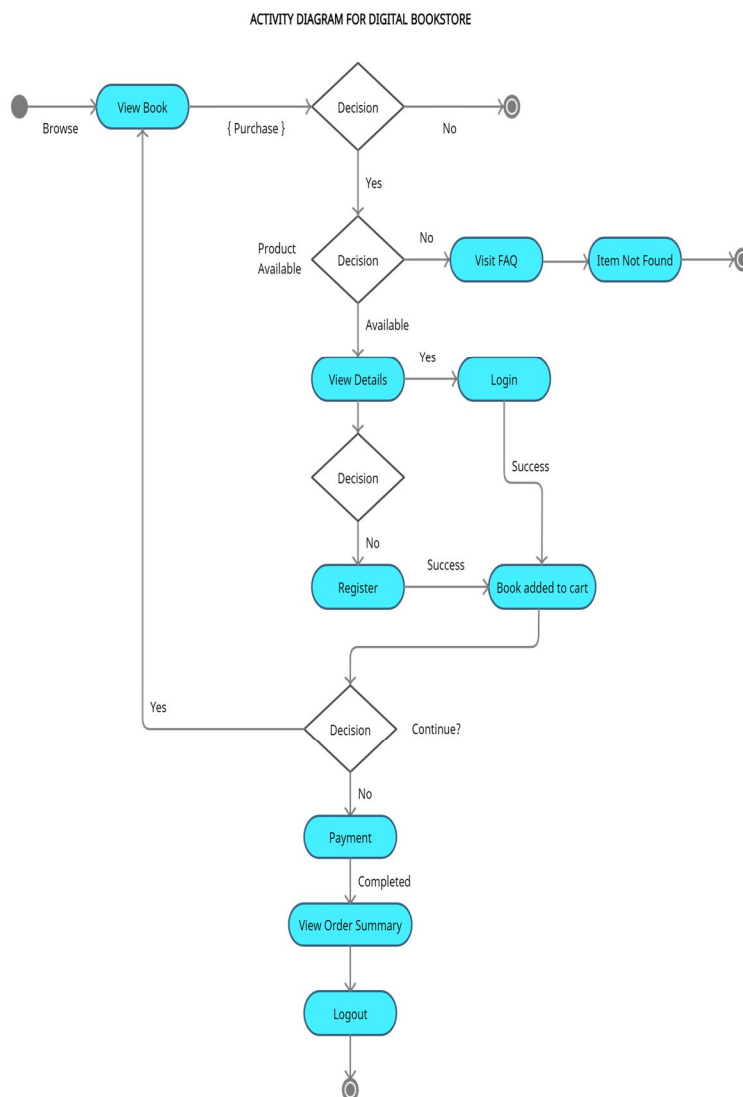 ACTIVITY DIAGRAM FOR DIGITAL BOOKSTORE
View Book
Decision
Browse
{ Purchase }
No
Yes
Product
Available
Decision
No
Visit FAQ
Item Not Found
Available
View Details
Yes
Login
Decision
Success
No
Register
Success
Book added to cart
Yes
Decision
Continue?
No
Payment
Completed
View Order Summary
Logout